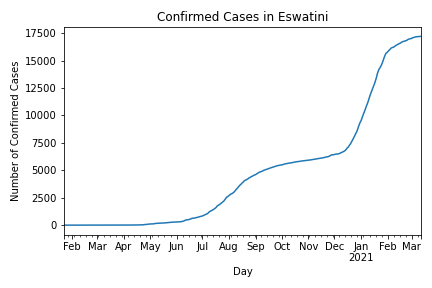 Confirmed Cases in Eswatini
17500
15000
12500
10000
7500
5000
2500
0
Number of Confirmed Cases
Feb Mar Apr May Jun Jul Aug Sep Oct Nov Dec Jan Feb Mar
2021
Day